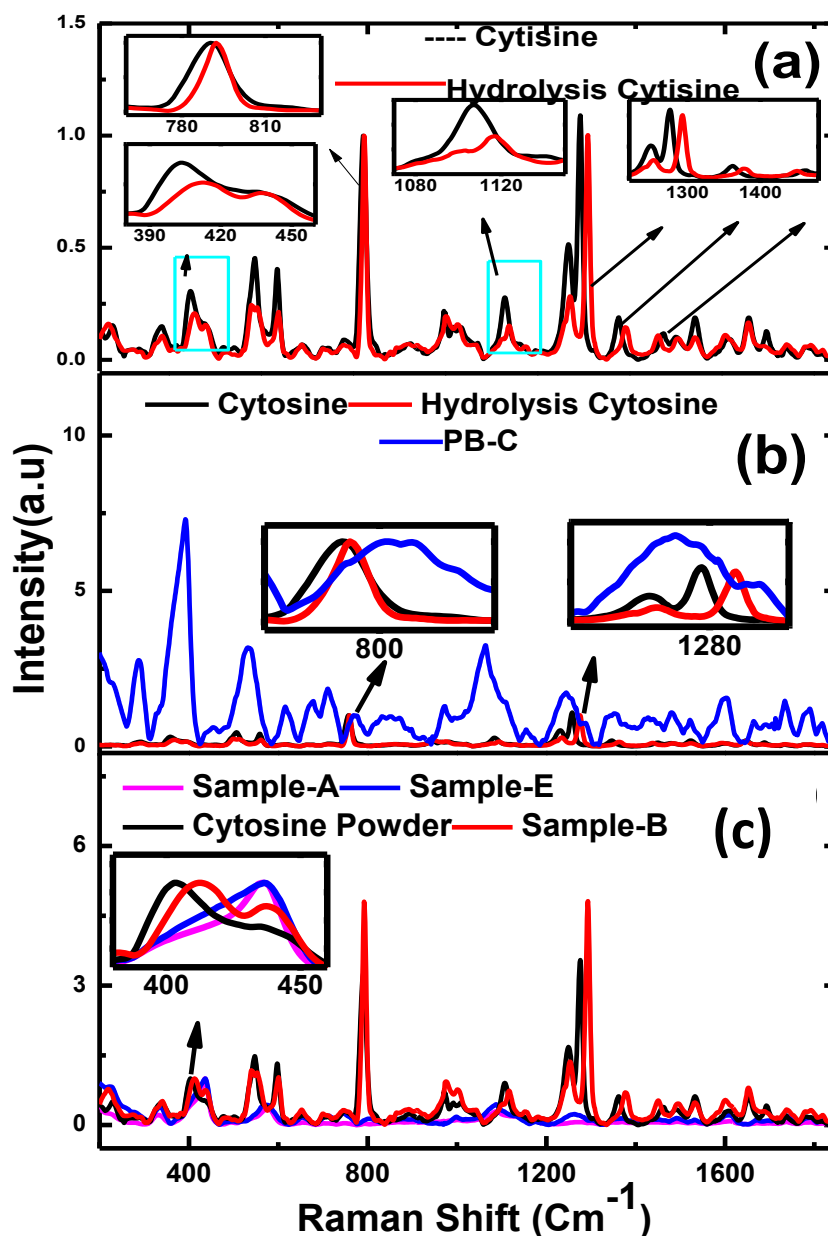 1.5
(a)
---- Cytisine
Hydrolysis Cytisine
780 810
1080 1120
1300 1400
390 420 450
1.0
0.5
0.0
Cytosine Hydrolysis Cytosine
PB-C
(b)
10
800
1280
5
0
Intensity(a.u)
Sample-A Sample-E
Cytosine Powder Sample-B
(c)
6
400 450
3
0
400 800 1200 1600
Raman Shift (Cm-1)